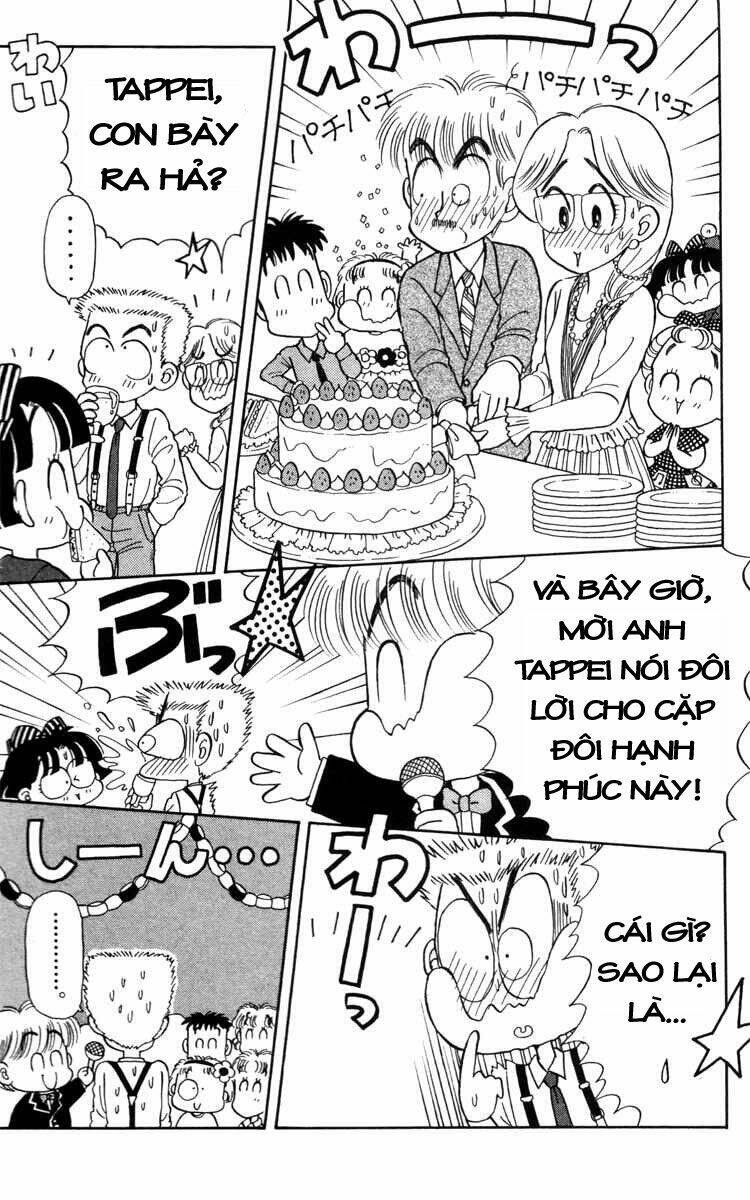 わーーっ
パチパチ
パチパチパチ
わい
TAPPEI,
CON BÀY
RA HẢ?
........
VÀ BÂY GIỜ,
MỜI ANH
TAPPEI NÓI ĐÔI
LỜI CHO CẶP
ĐÔI HẠNH
PHÚC NÀY!
ぶっ
わーっ
CÁI GÌ?
SAO LẠI
LÀ...
しーん...
.........